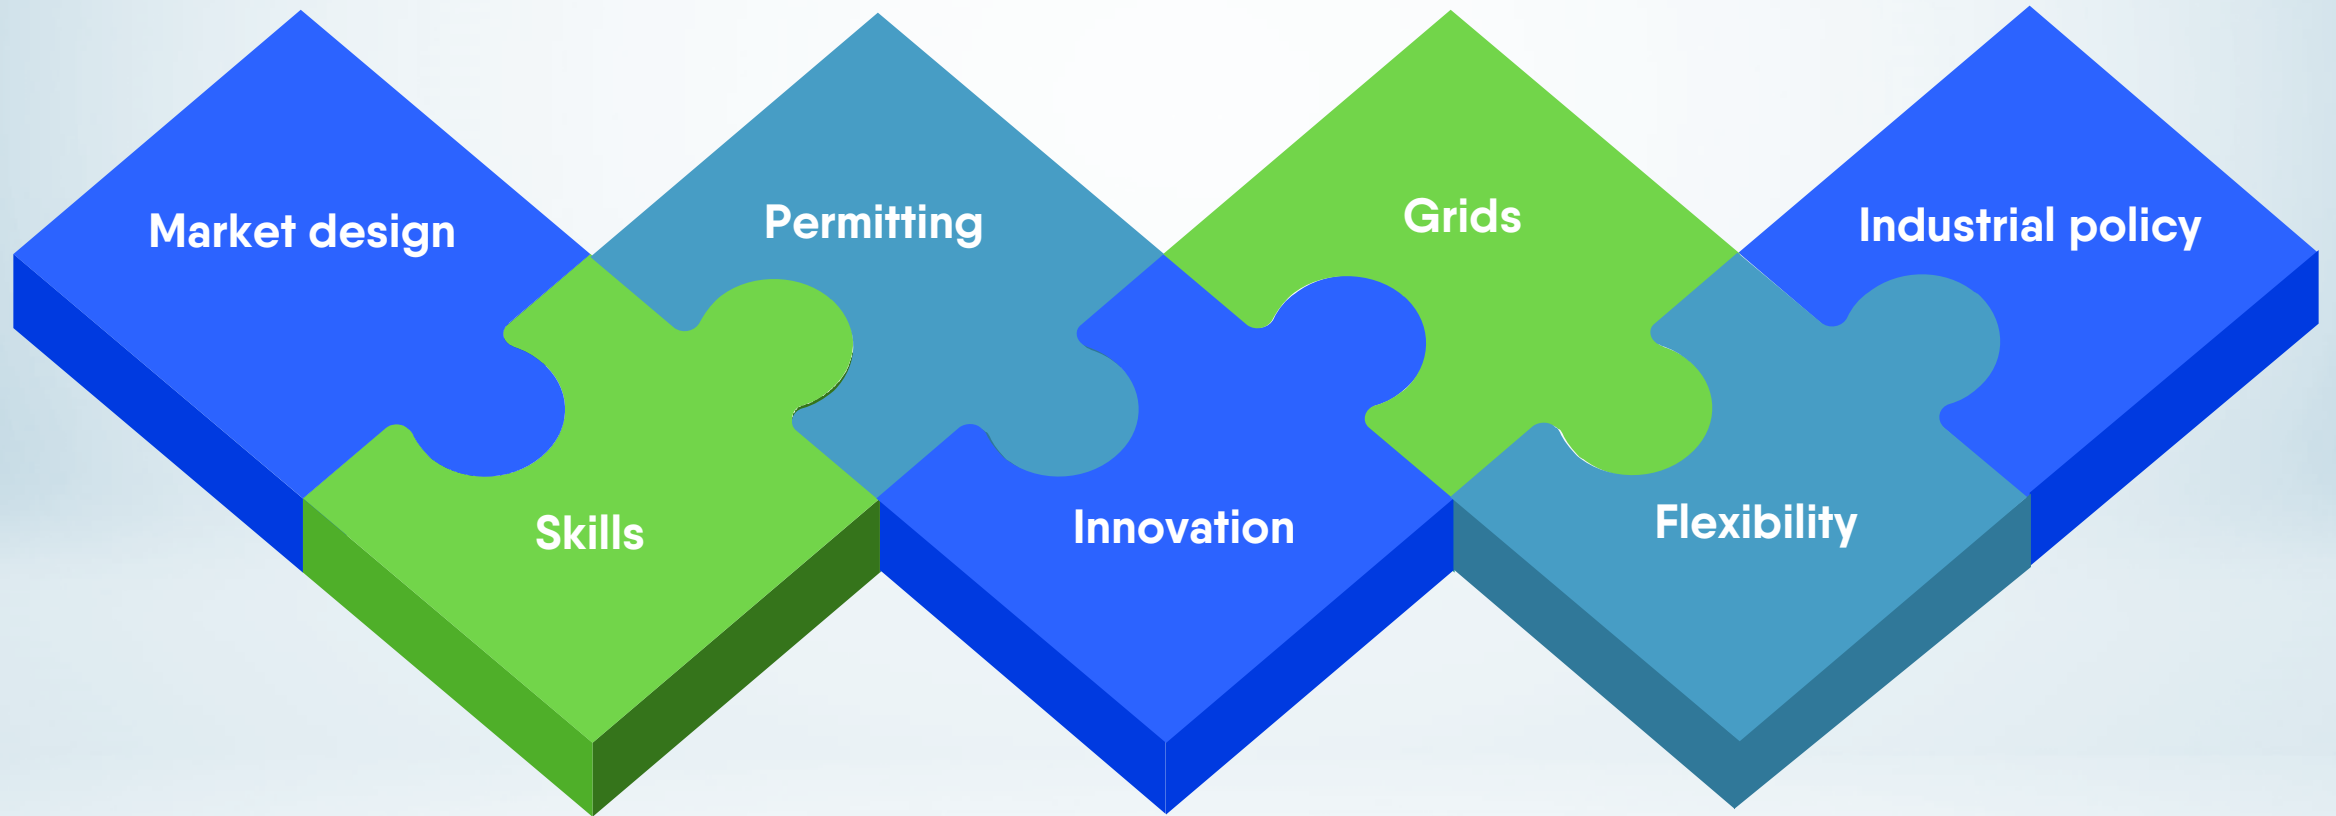 Market design
Permitting
Grids
Industrial policy
Skills
Innovation
Flexibility